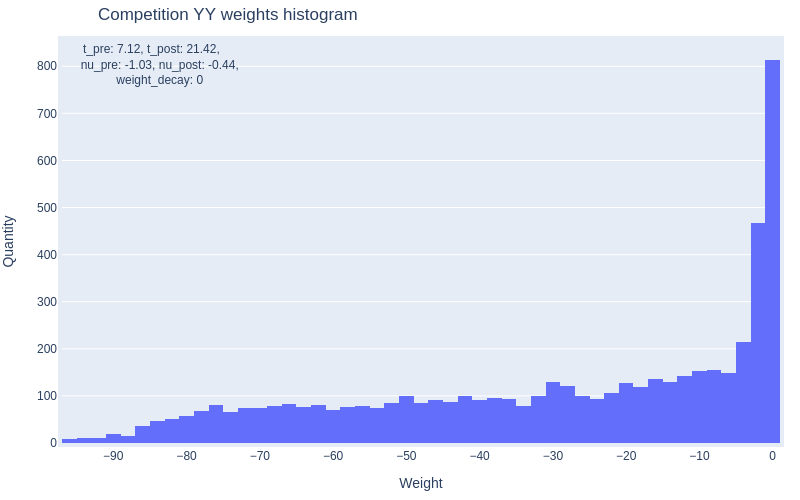 Competition YY weights histogram
t_pre: 7.12, t_post: 21.42,
nu_pre: -1.03, nu_post: -0.44,
weight_decay: 0
800
700
600
500
400
300
200
100
0
Quantity
−90 −80 −70 −60 −50 −40 −30 −20 −10 0
Weight